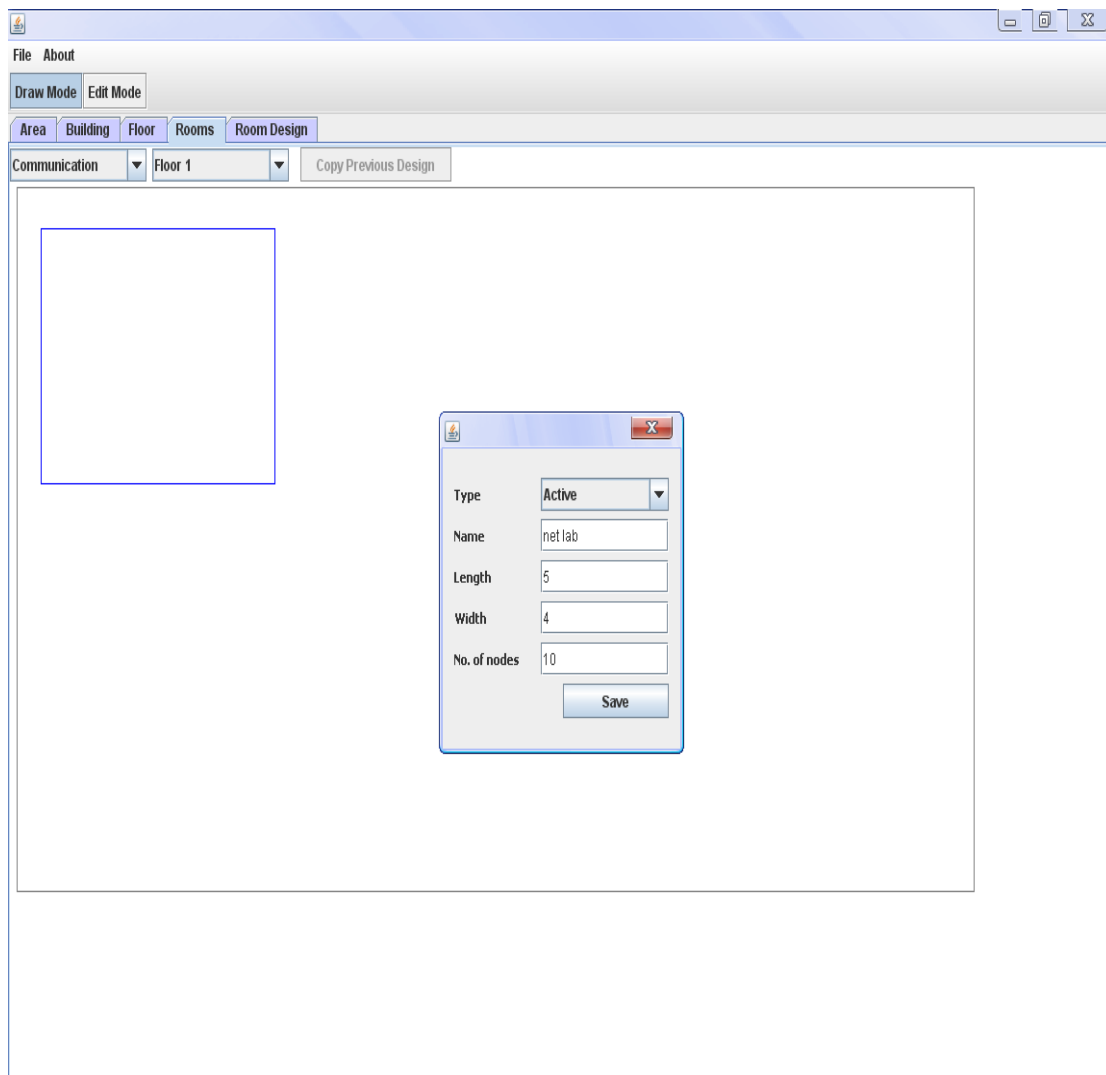 File About
Draw Mode Edit Mode
Area Building Floor Rooms Room Design
Communication Floor 1 Copy Previous Design
Type Active
Name net lab
Length 5
Width 4
No. of nodes 10
Save